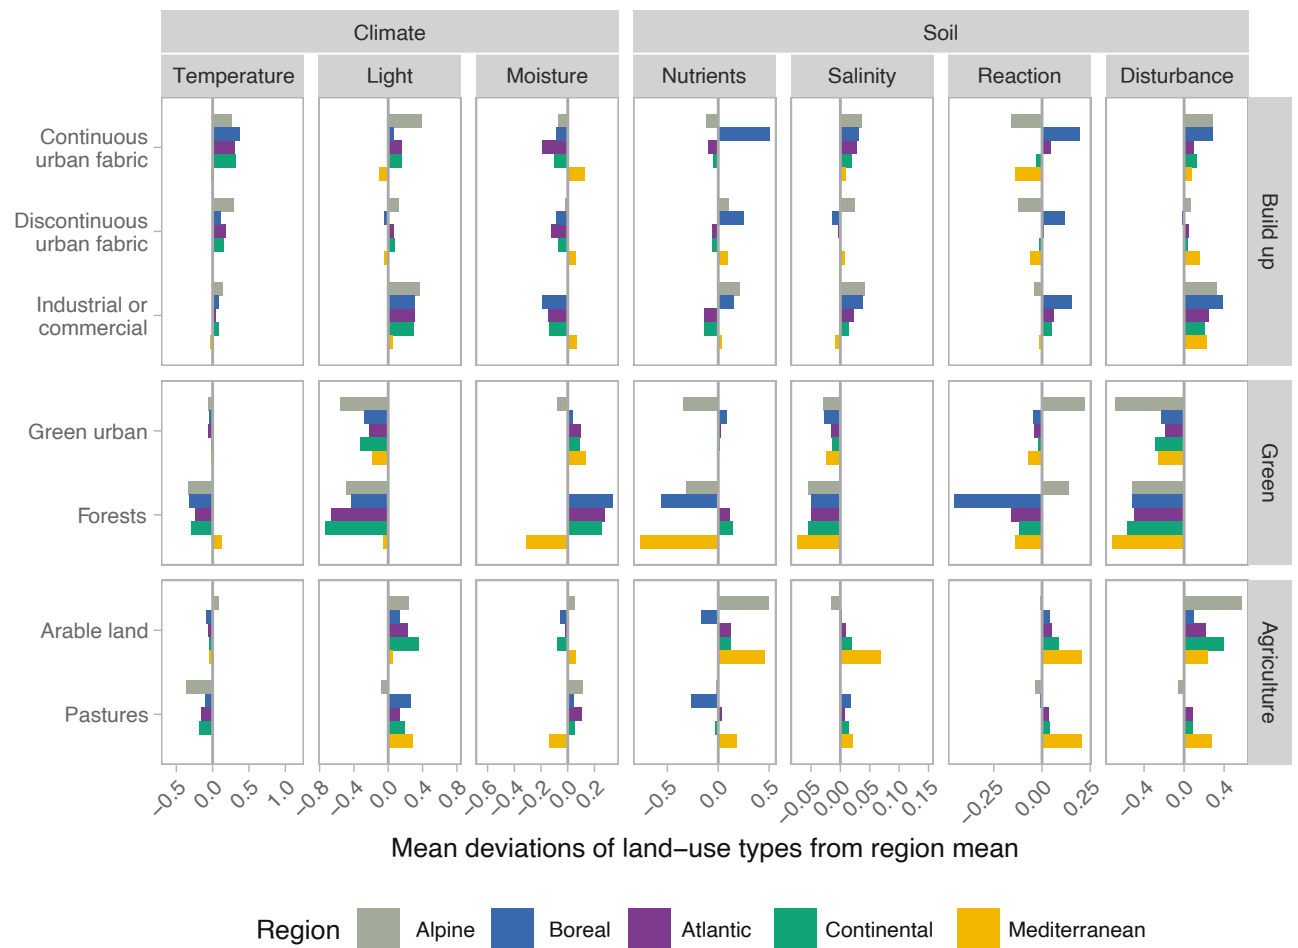 Climate
Soil
Temperature
Light
Moisture
Nutrients
Salinity
Reaction
Disturbance
Continuous
urban fabric
Discontinuous
urban fabric
Industrial or
commercial
Build up
Green urban
Forests
Green
Arable land
Pastures
Agriculture
−0.5 0.0 0.5 1.0
−0.8 −0.4 0.0 0.4 0.8
−0.6 −0.4 −0.2 0.0 0.2
−0.5 0.0 0.5
−0.05 0.00 0.05 0.10 0.15
−0.25 0.00 0.25
−0.4 0.0 0.4
Mean deviations of land−use types from region mean
Region Alpine Boreal Atlantic Continental Mediterranean